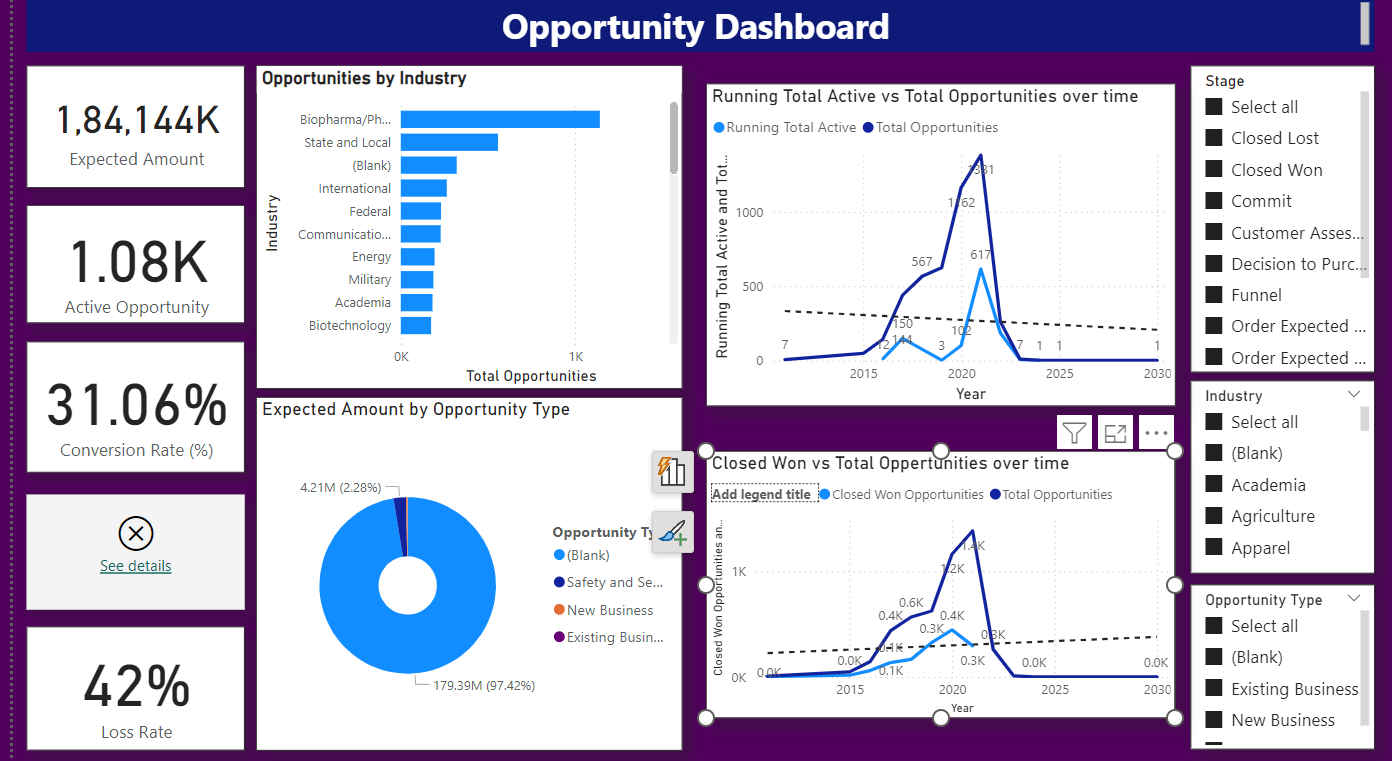 Opportunity Dashboard
1,84,144K
Expected Amount
1.08K
Active Opportunity
31.06%
Conversion Rate (%)
See details
42%
Loss Rate
Opportunities by Industry
Industry
Biopharma/Ph...
State and Local
(Blank)
International
Federal
Communicatio...
Energy
Military
Academia
Biotechnology
0K 1K
Total Opportunities
Expected Amount by Opportunity Type
4.21M (2.28%)
179.39M (97.42%)
Opportunity Ty
(Blank)
Safety and Se...
New Business
Existing Busin...
Running Total Active vs Total Opportunities over time
Running Total Active Total Opportunities
Running Total Active and Tot...
1000
500
0
1381
1162
617
567
150
144
102
7 12 3 7 1 1 1
2015 2020 2025 2030
Year
Closed Won vs Total Oppertunities over time
Add legend title Closed Won Opportunities Total Opportunities
Closed Won Opportunities an...
1K
0K
1.4K
1.2K
0.6K
0.4K 0.4K
0.3K 0.3K
0.1K
0.0K 0.3K 0.0K 0.0K
0.0K 0.1K
2015 2020 2025 2030
Year
Stage
Select all
Closed Lost
Closed Won
Commit
Customer Asses...
Decision to Purc...
Funnel
Order Expected ...
Order Expected ...
Industry
Select all
(Blank)
Academia
Agriculture
Apparel
Opportunity Type
Select all
(Blank)
Existing Business
New Business